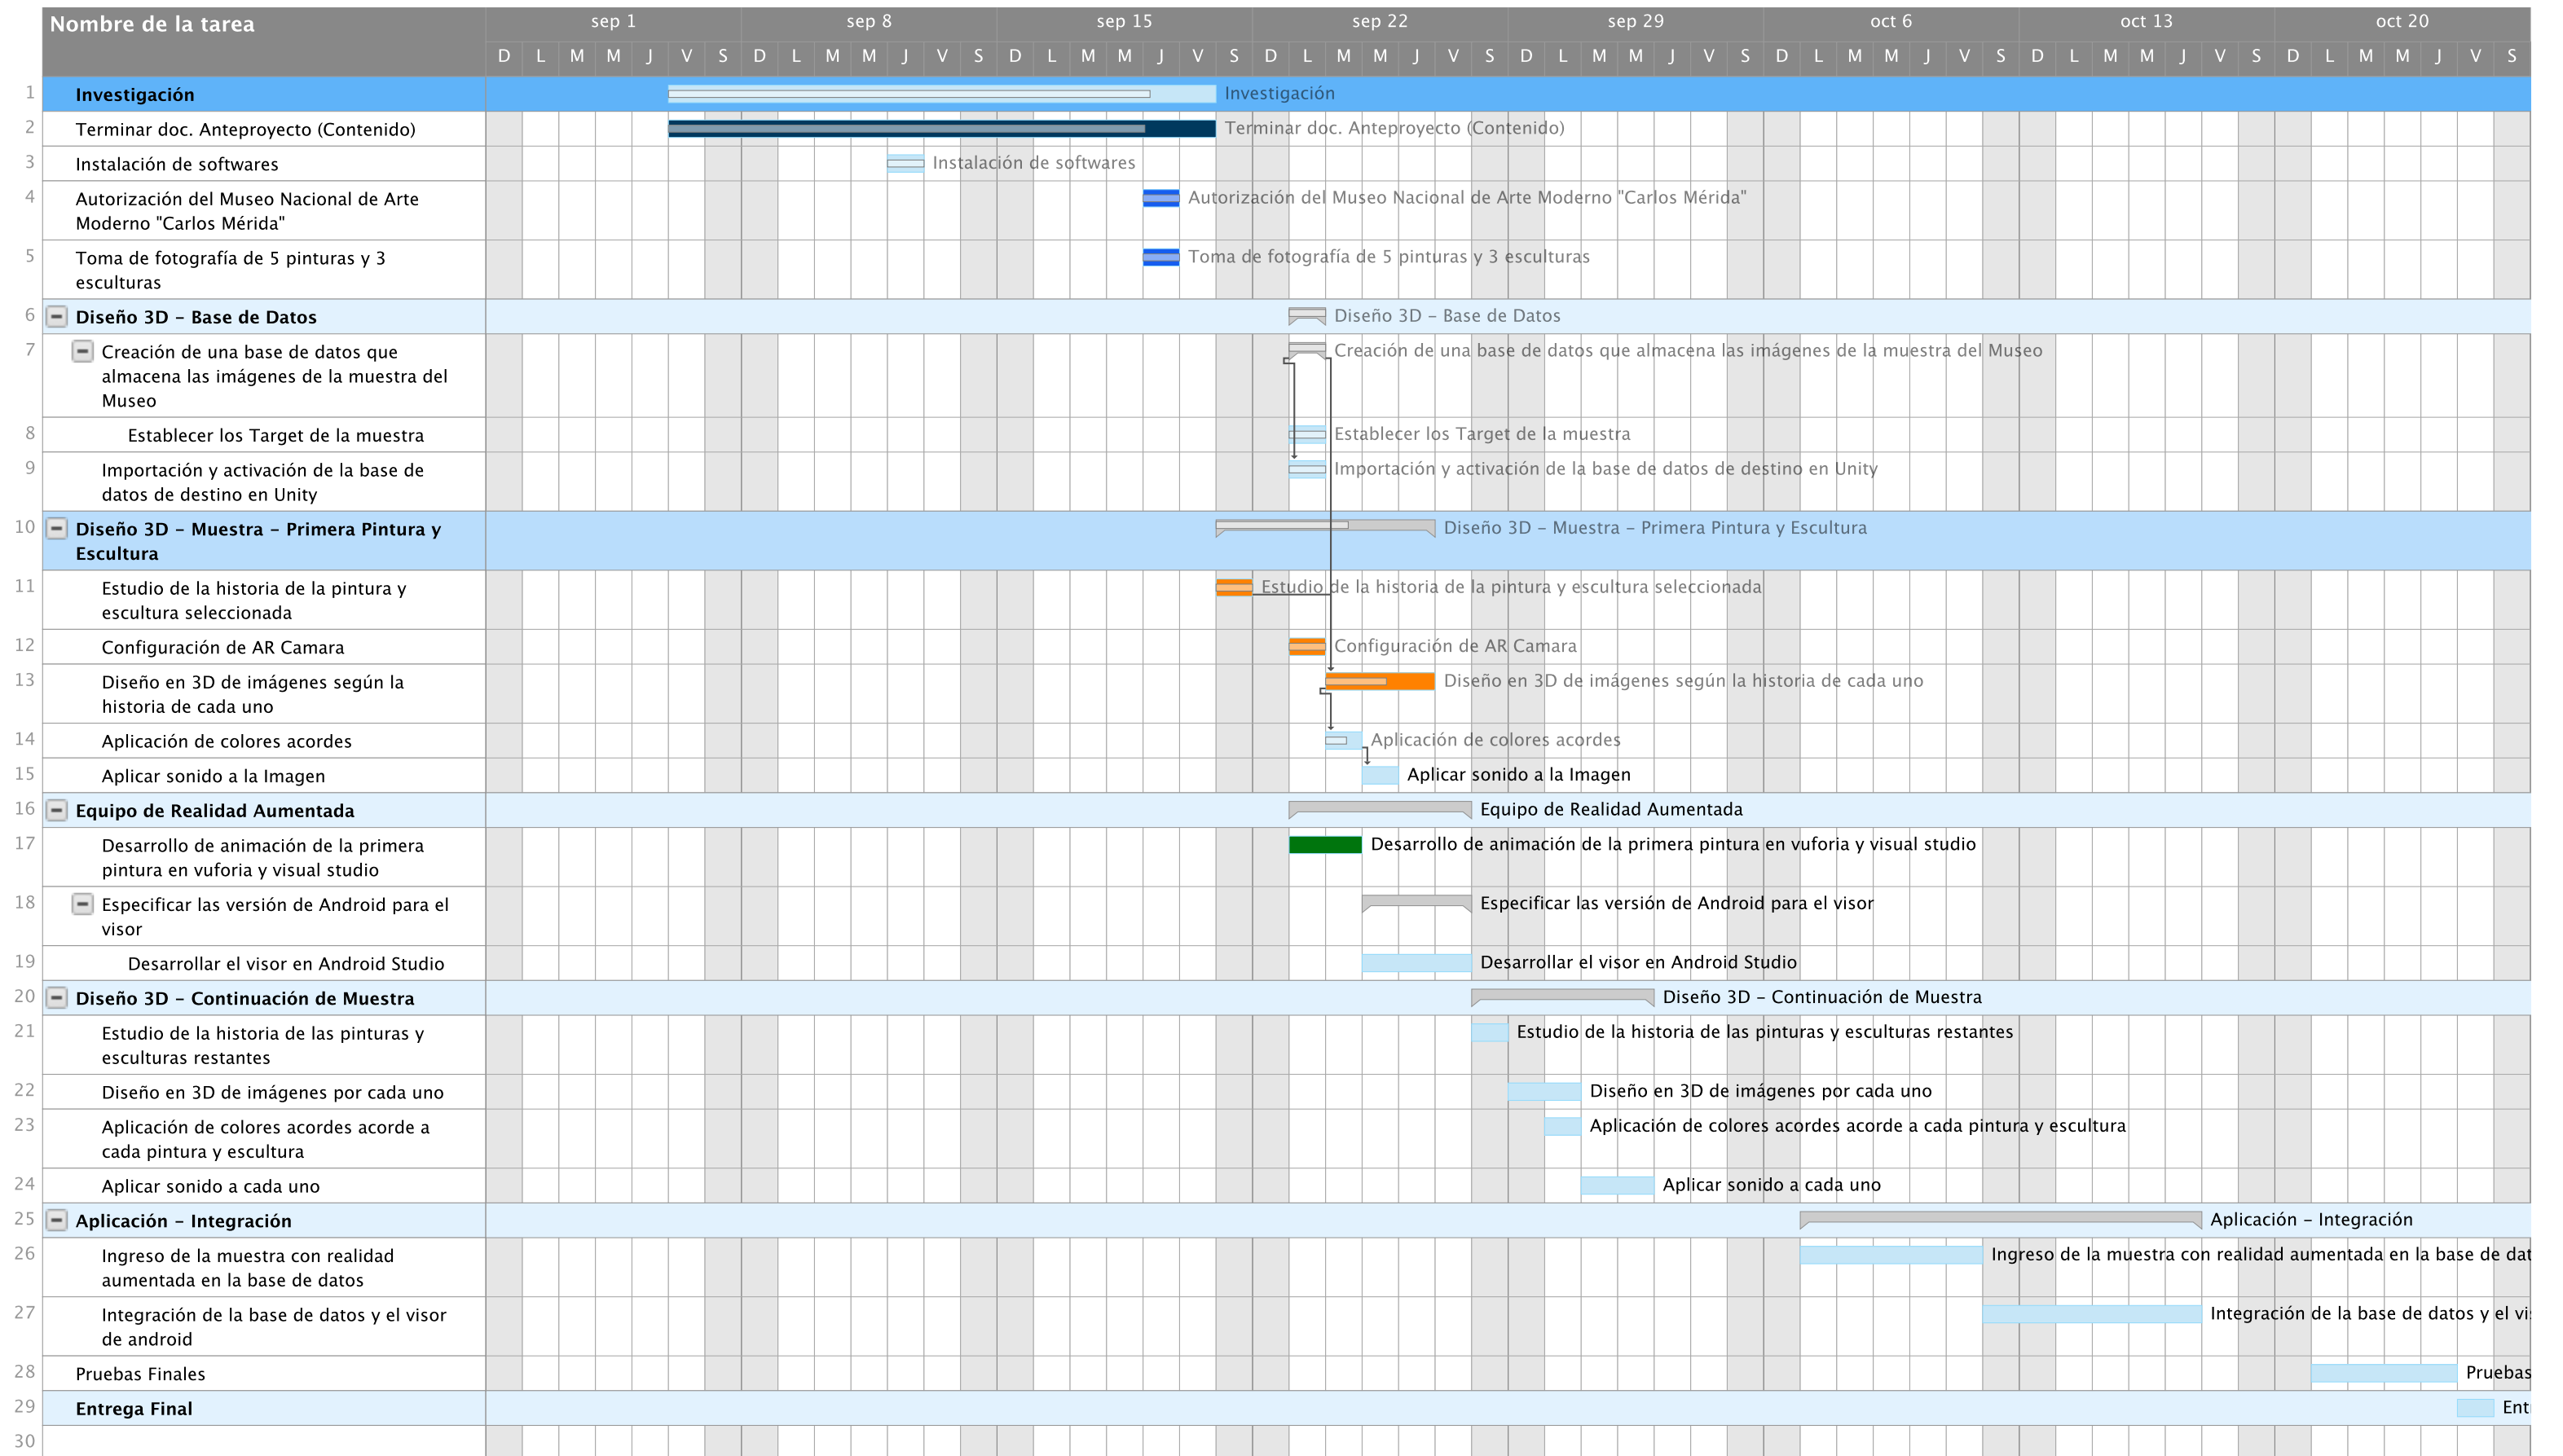 Nombre de la tarea
sep 1 sep 8 sep 15 sep 22 sep 29 oct 6 oct 13 oct 20
D L M M J V S D L M M J V S D L M M J V S D L M M J V S D L M M J V S D L M M J V S D L M M J V S D L M M J V S
1 Investigación Investigación
2 Terminar doc. Anteproyecto (Contenido) Terminar doc. Anteproyecto (Contenido)
3 Instalación de softwares Instalación de softwares
4 Autorización del Museo Nacional de Arte Autorización del Museo Nacional de Arte Moderno "Carlos Mérida"
Moderno "Carlos Mérida"
5 Toma de fotografía de 5 pinturas y 3 Toma de fotografía de 5 pinturas y 3 esculturas
esculturas
6 Diseño 3D – Base de Datos Diseño 3D – Base de Datos
7 Creación de una base de datos que Creación de una base de datos que almacena las imágenes de la muestra del Museo
almacena las imágenes de la muestra del
Museo
8 Establecer los Target de la muestra Establecer los Target de la muestra
9 Importación y activación de la base de Importación y activación de la base de datos de destino en Unity
datos de destino en Unity
10 Diseño 3D – Muestra – Primera Pintura y Diseño 3D – Muestra – Primera Pintura y Escultura
Escultura
11 Estudio de la historia de la pintura y Estudio de la historia de la pintura y escultura seleccionada
escultura seleccionada
12 Configuración de AR Camara Configuración de AR Camara
13 Diseño en 3D de imágenes según la Diseño en 3D de imágenes según la historia de cada uno
historia de cada uno
14 Aplicación de colores acordes Aplicación de colores acordes
15 Aplicar sonido a la Imagen Aplicar sonido a la Imagen
16 Equipo de Realidad Aumentada Equipo de Realidad Aumentada
17 Desarrollo de animación de la primera Desarrollo de animación de la primera pintura en vuforia y visual studio
pintura en vuforia y visual studio
18 Especificar las versión de Android para el Especificar las versión de Android para el visor
visor
19 Desarrollar el visor en Android Studio Desarrollar el visor en Android Studio
20 Diseño 3D – Continuación de Muestra Diseño 3D – Continuación de Muestra
21 Estudio de la historia de las pinturas y Estudio de la historia de las pinturas y esculturas restantes
esculturas restantes
22 Diseño en 3D de imágenes por cada uno Diseño en 3D de imágenes por cada uno
23 Aplicación de colores acordes acorde a Aplicación de colores acordes acorde a cada pintura y escultura
cada pintura y escultura
24 Aplicar sonido a cada uno Aplicar sonido a cada uno
25 Aplicación – Integración Aplicación – Integración
26 Ingreso de la muestra con realidad Ingreso de la muestra con realidad aumentada en la base de dat
aumentada en la base de datos
27 Integración de la base de datos y el visor Integración de la base de datos y el vi
de android
28 Pruebas Finales Pruebas
29 Entrega Final Ent
30